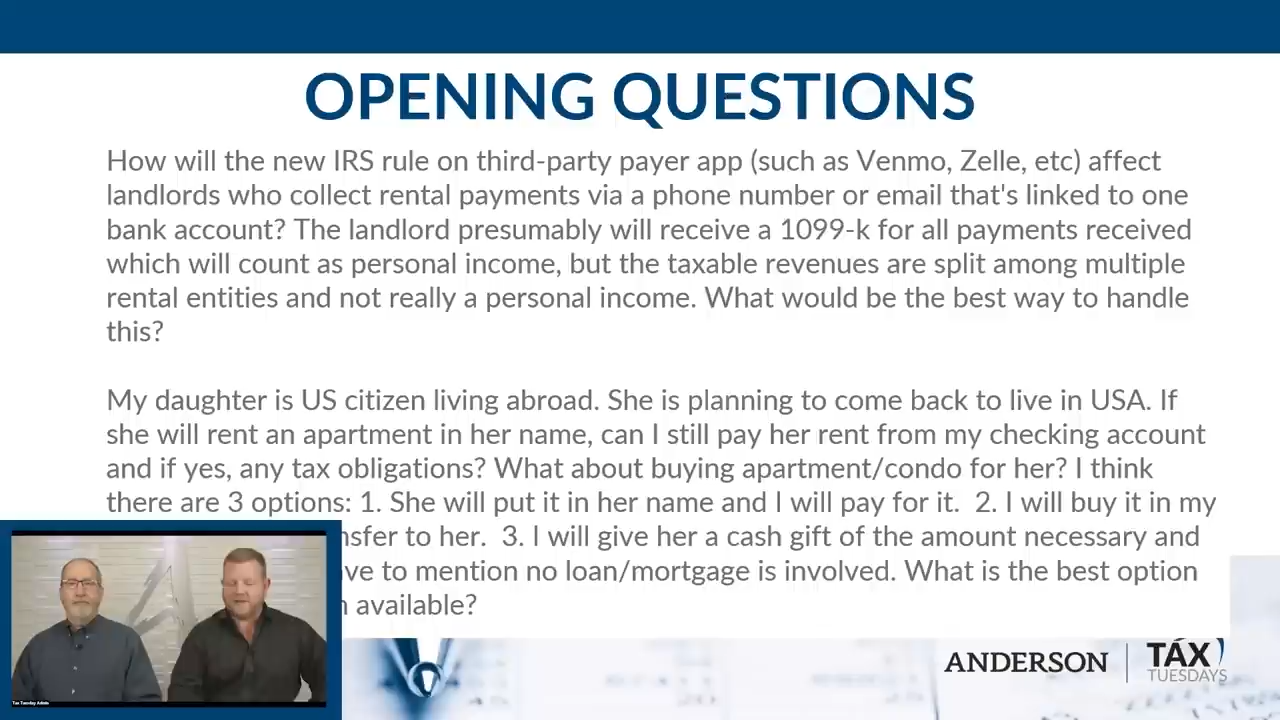 OPENING QUESTIONS
How will the new IRS rule on third-party payer app (such as Venmo, Zelle, etc) affect
landlords who collect rental payments via a phone number or email that's linked to one
bank account? The landlord presumably will receive a 1099-k for all payments received
which will count as personal income, but the taxable revenues are split among multiple
rental entities and not really a personal income. What would be the best way to handle
this?
My daughter is US citizen living abroad. She is planning to come back to live in USA. If
she will rent an apartment in her name, can I still pay her rent from my checking account
and if yes, any tax obligations? What about buying apartment/condo for her? I think
there are 3 options: 1. She will put it in her name and I will pay for it. 2. I will buy it in my
to her. 3. I will give her a cash gift of the amount necessary and
to mention no loan/mortgage is involved. What is the best option
available?
Tax Tuesday Admin
ANDERSON
TAX
TUESDAYS